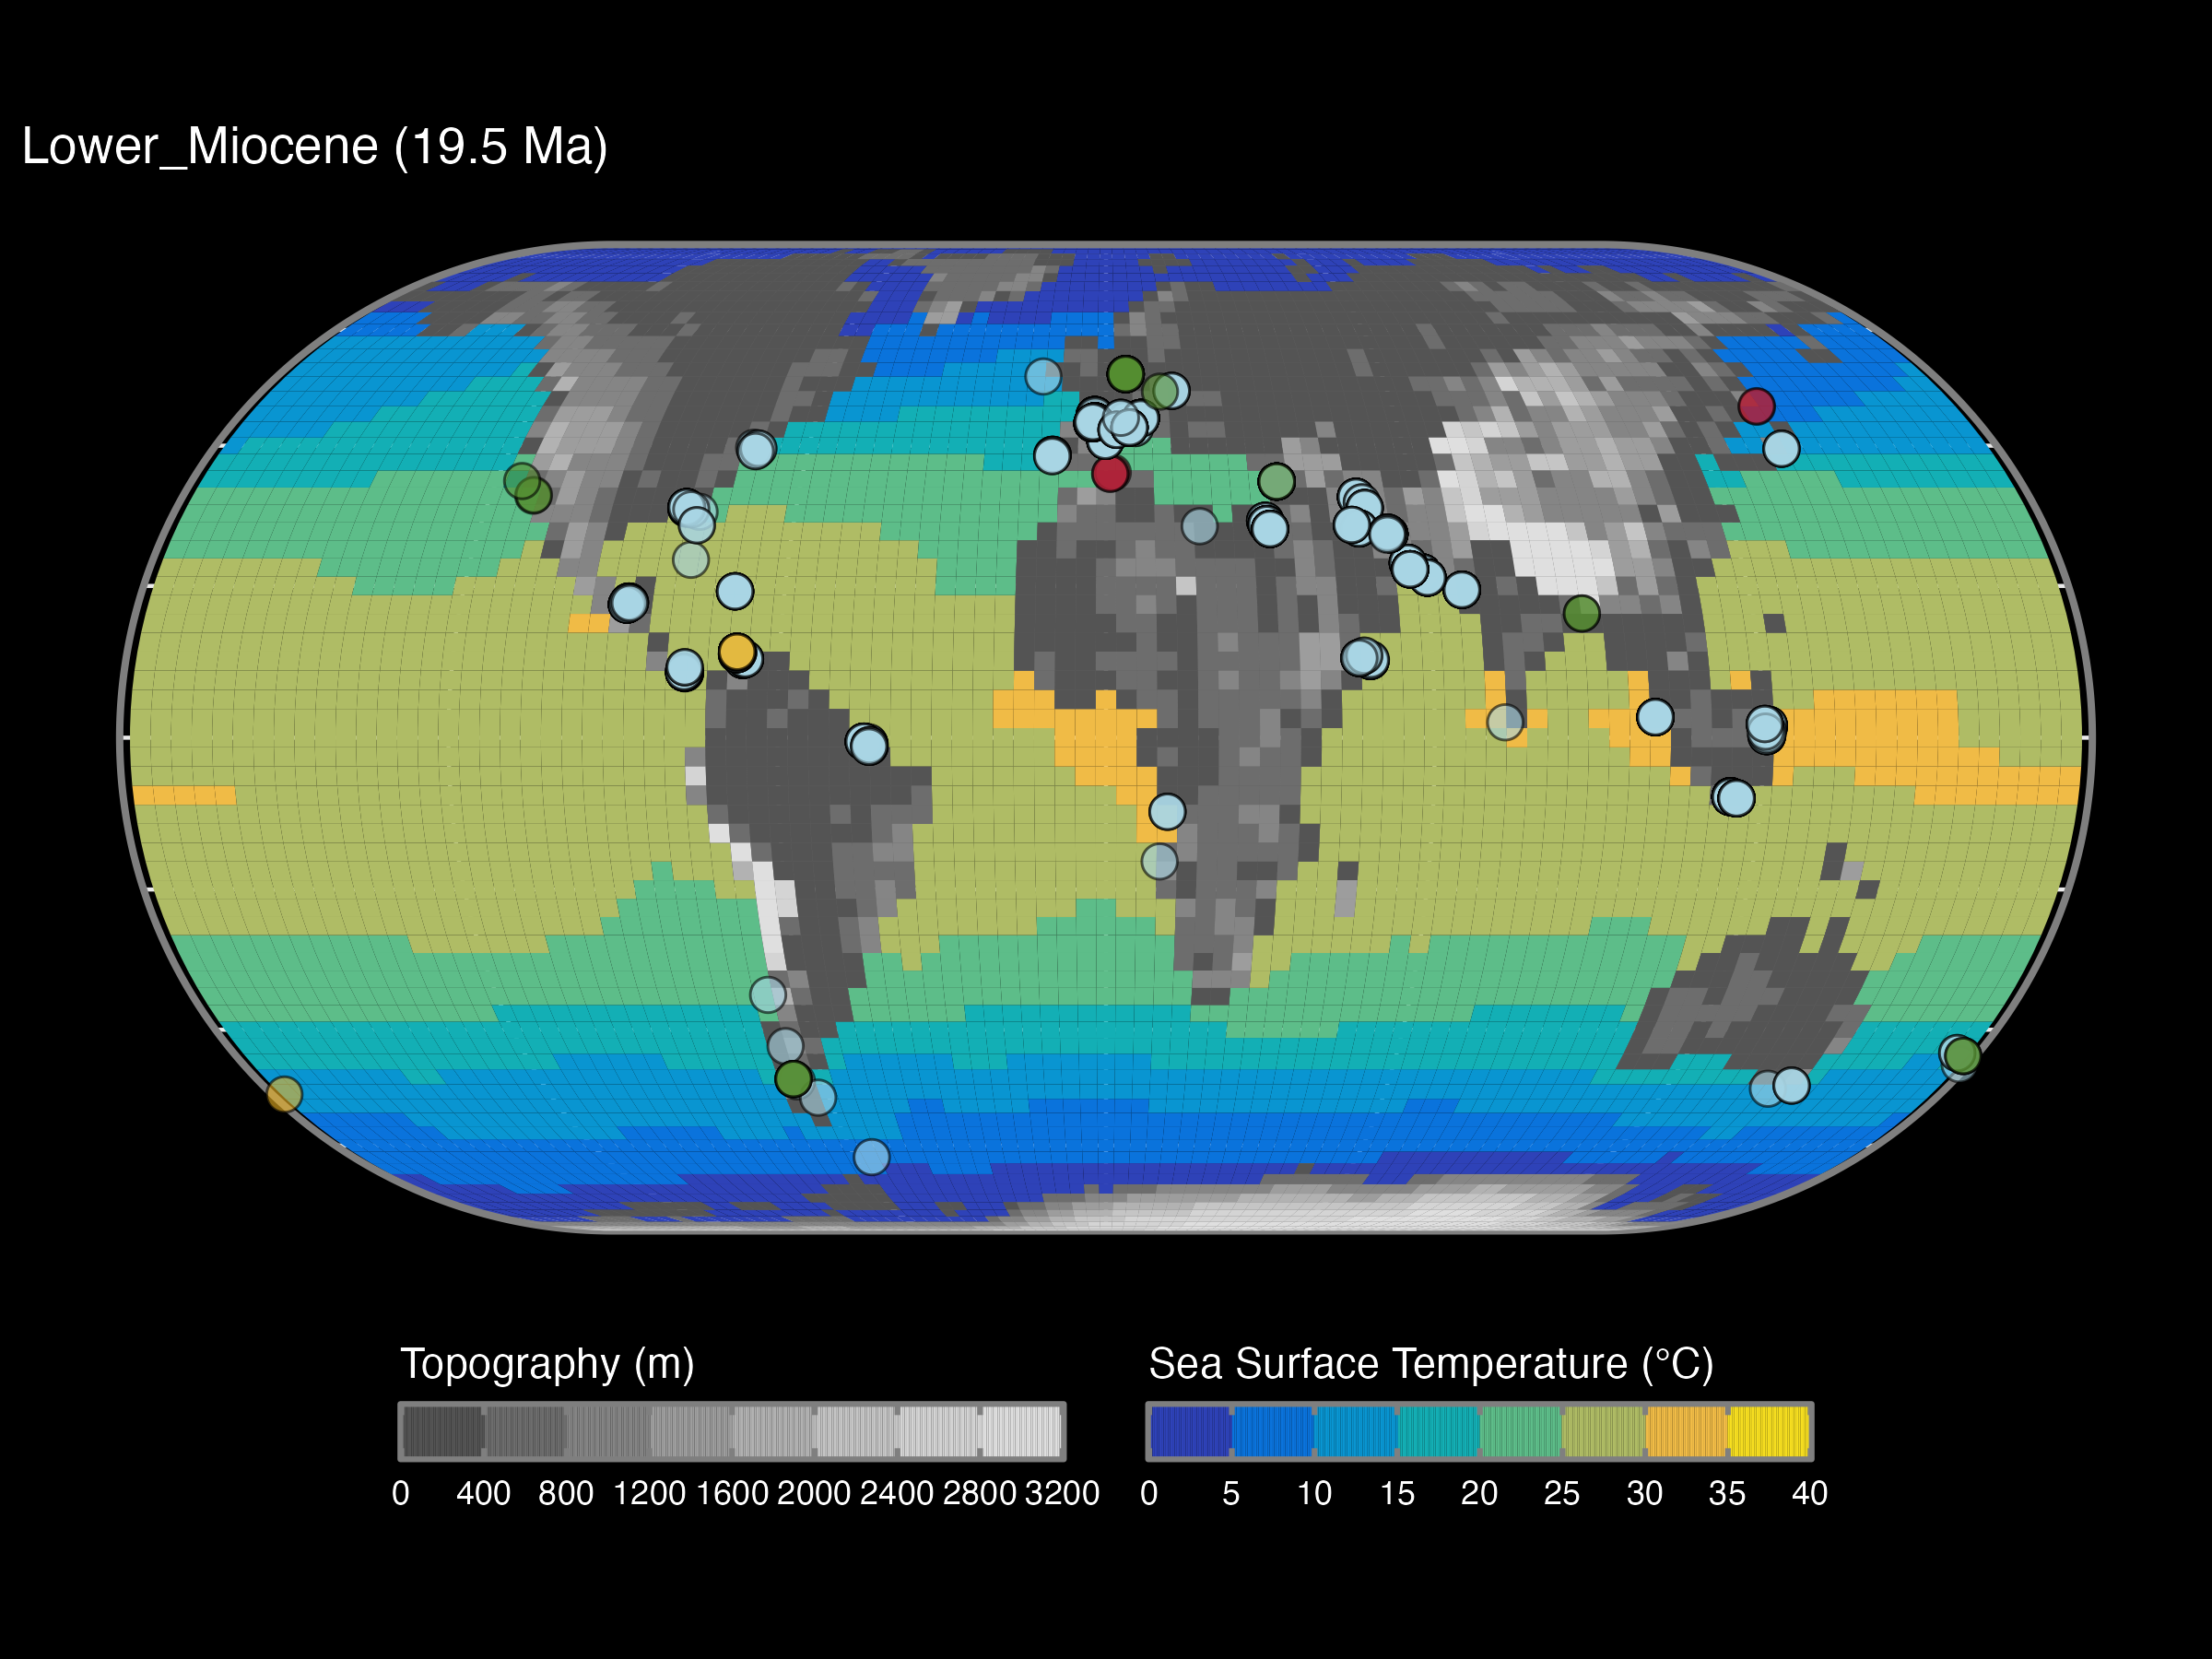 Lower_Miocene (19.5 Ma)
Topography (m)
0 400 800 1200 1600 2000 2400 2800 3200
Sea Surface Temperature (°C)
0 5 10 15 20 25 30 35 40